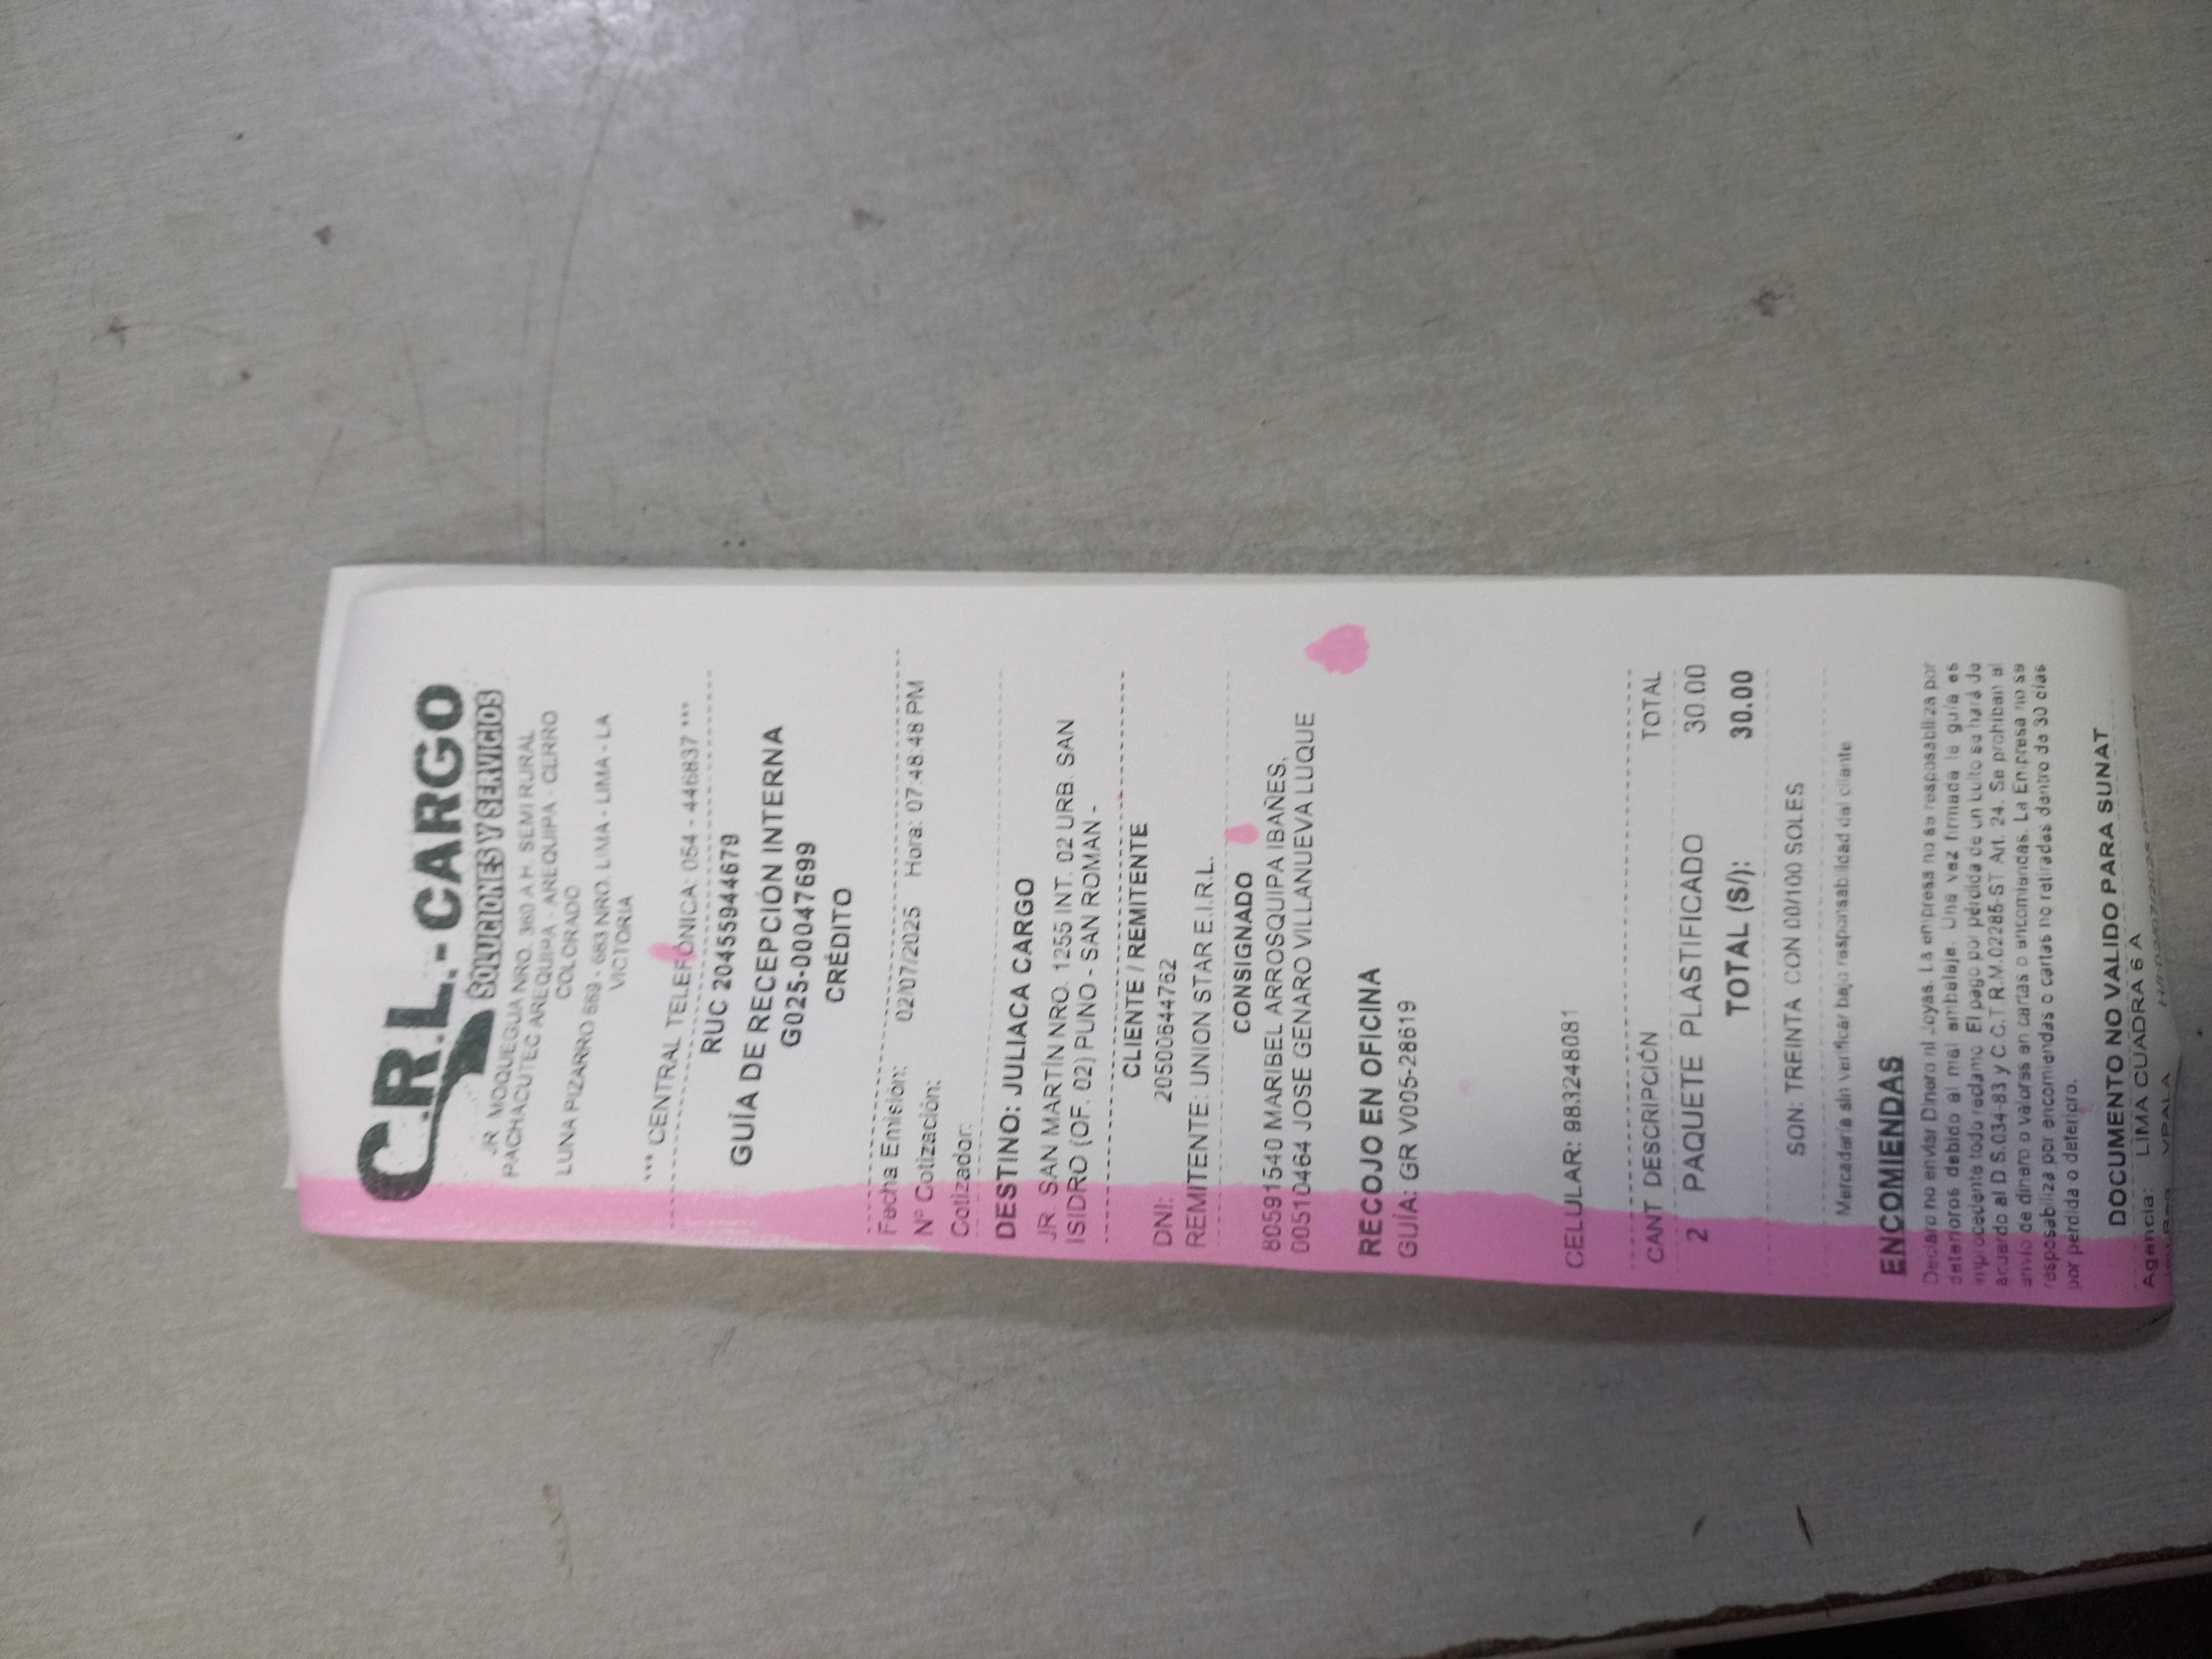 C.R.L.-CARGO
SOLUCIONES Y SERVICIOS
JR. MOQUEGUA NRO. 360 A.H. SEMI RURAL
PACHACUTEC AREQUIPA - AREQUIPA - CERRO
COLORADO
LUNA PIZARRO NRO. LIMA - LIMA - LA
VICTORIA
*** CENTRAL TELEFÓNICA: 054 - 446837 ***
RUC 20455944679
GUÍA DE RECEPCIÓN INTERNA
G025-00047699
CRÉDITO
Fecha Emisión: 02/07/2025 Hora: 07:48:48 PM
Nº Cotización:
Cotizador:
DESTINO: JULIACA CARGO
JR. SAN MARTÍN NRO. 1255 INT. 02 URB. SAN
ISIDRO (OF. 02) PUNO - SAN ROMAN -
CLIENTE / REMITENTE
DNI: 20500644762
REMITENTE: UNION STAR E.I.R.L.
CONSIGNADO
80591540 MARIBEL ARROSQUIPA IBAÑES,
00510464 JOSE GENARO VILLANUEVA LUQUE
RECOJO EN OFICINA
GUÍA: GR V005-28619
CELULAR: 983248081
CANT DESCRIPCIÓN TOTAL
2 PAQUETE PLASTIFICADO 30.00
TOTAL (S/): 30.00
SON: TREINTA CON 00/100 SOLES
Mercadería sin verificar bajo responsabilidad del cliente
ENCOMIENDAS
Declaro no enviar Dinero ni Joyas. La empresa no se resposabiliza por
deterioros debido al mal embalaje. Una vez firmada la guía es
improcedente todo reclamo. El pago por pérdida de un bulto se hará de
acuerdo al D.S.034-83 y C.C.T. R.M.02286-ST Art. 24. Se prohiban al
envío de dinero o valores en cartas o encomiendas. La Empresa no se
resposabiliza por encomiendas o cartas no retiradas dentro de 30 días
por perdida o deterioro.
DOCUMENTO NO VALIDO PARA SUNAT
Agencia: LIMA CUADRA 6 A